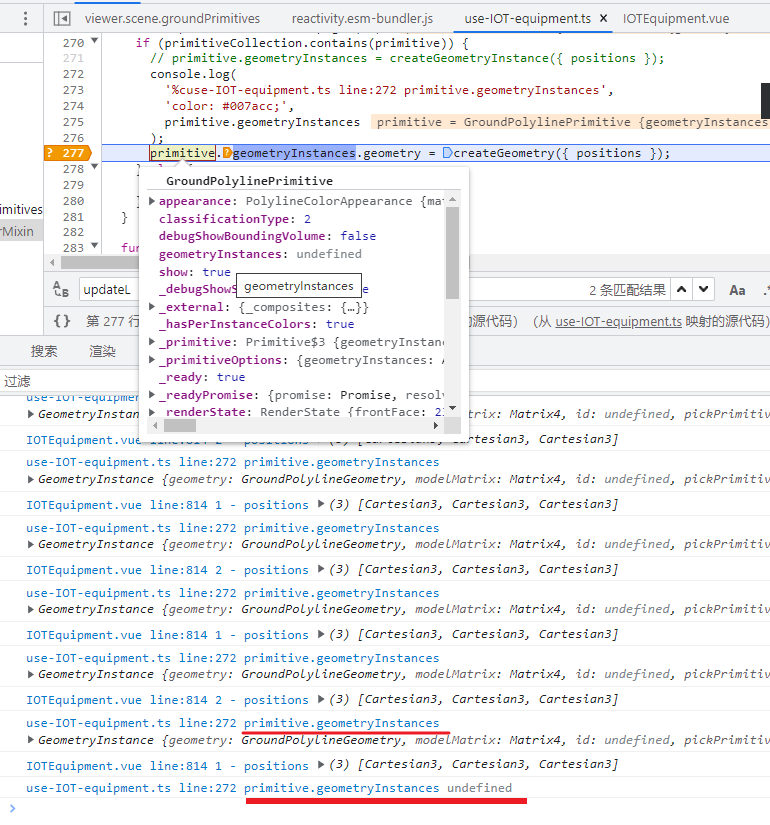 viewer.scene.groundPrimitives reactivity.esm-bundler.js use-IOT-equipment.ts × IOTEquipment.vue
270 if (primitiveCollection.contains(primitive)) {
271 // primitive.geometryInstances = createGeometryInstance({ positions });
272 console.log(
273 '%cuse-IOT-equipment.ts line:272 primitive.geometryInstances',
274 'color: #007acc;',
275 primitive.geometryInstances primitive = GroundPolylinePrimitive {geometryInstances
276 );
? 277 primitive.geometryInstances.geometry = createGeometry({ positions });
278
279
280
281 }
282
283 fu
imitives
rMixin
GroundPolylinePrimitive
appearance: PolylineColorAppearance {mat
classificationType: 2
debugShowBoundingVolume: false
geometryInstances: undefined
show: true
_debugShowS e
geometryInstances
_external: {_composites: {…}}
_hasPerInstanceColors: true
_primitive: Primitive$3 {geometryInstan
_primitiveOptions: {geometryInstances: A
_ready: true
_readyPromise: {promise: Promise, resolv
_renderState: RenderState {frontFace: 2
updateL 2 条匹配结果 Aa .*
{} 第 277 行 的源代码) (从 use-IOT-equipment.ts 映射的源代码)
搜索 渲染
过滤
use-IOT-equipment.ts
GeometryInstance Matrix: Matrix4, id: undefined, pickPrimiti
IOTEquipment.vue line:814 2 - positions (3) [Cartesian3, Cartesian3, Cartesian3]
use-IOT-equipment.ts line:272 primitive.geometryInstances
GeometryInstance {geometry: GroundPolylineGeometry, modelMatrix: Matrix4, id: undefined, pickPrimiti
IOTEquipment.vue line:814 1 - positions (3) [Cartesian3, Cartesian3, Cartesian3]
use-IOT-equipment.ts line:272 primitive.geometryInstances
GeometryInstance {geometry: GroundPolylineGeometry, modelMatrix: Matrix4, id: undefined, pickPrimiti
IOTEquipment.vue line:814 2 - positions (3) [Cartesian3, Cartesian3, Cartesian3]
use-IOT-equipment.ts line:272 primitive.geometryInstances
GeometryInstance {geometry: GroundPolylineGeometry, modelMatrix: Matrix4, id: undefined, pickPrimiti
IOTEquipment.vue line:814 1 - positions (3) [Cartesian3, Cartesian3, Cartesian3]
use-IOT-equipment.ts line:272 primitive.geometryInstances
GeometryInstance {geometry: GroundPolylineGeometry, modelMatrix: Matrix4, id: undefined, pickPrimiti
IOTEquipment.vue line:814 2 - positions (3) [Cartesian3, Cartesian3, Cartesian3]
use-IOT-equipment.ts line:272 primitive.geometryInstances
GeometryInstance {geometry: GroundPolylineGeometry, modelMatrix: Matrix4, id: undefined, pickPrimiti
IOTEquipment.vue line:814 1 - positions (3) [Cartesian3, Cartesian3, Cartesian3]
use-IOT-equipment.ts line:272 primitive.geometryInstances undefined